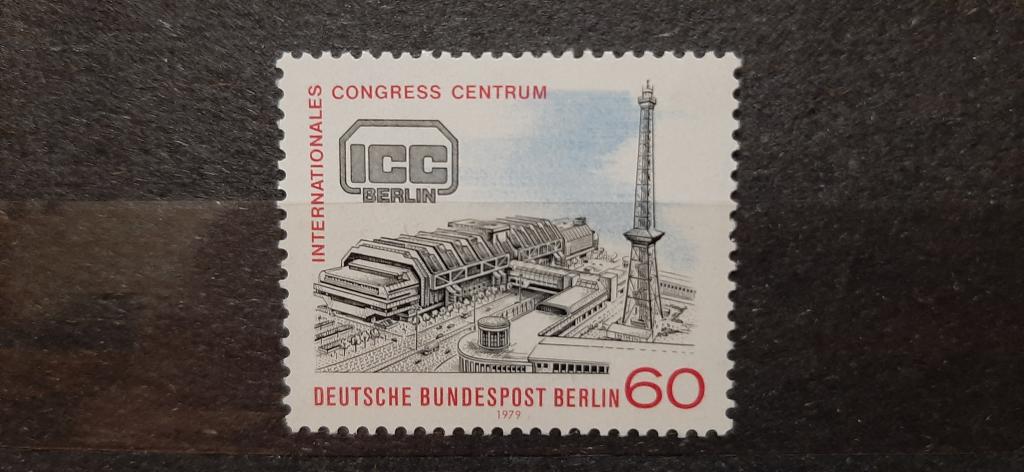 INTERNATIONALES
CONGRESS CENTRUM
ICC
BERLIN
DEUTSCHE BUNDESPOST BERLIN 60
1979